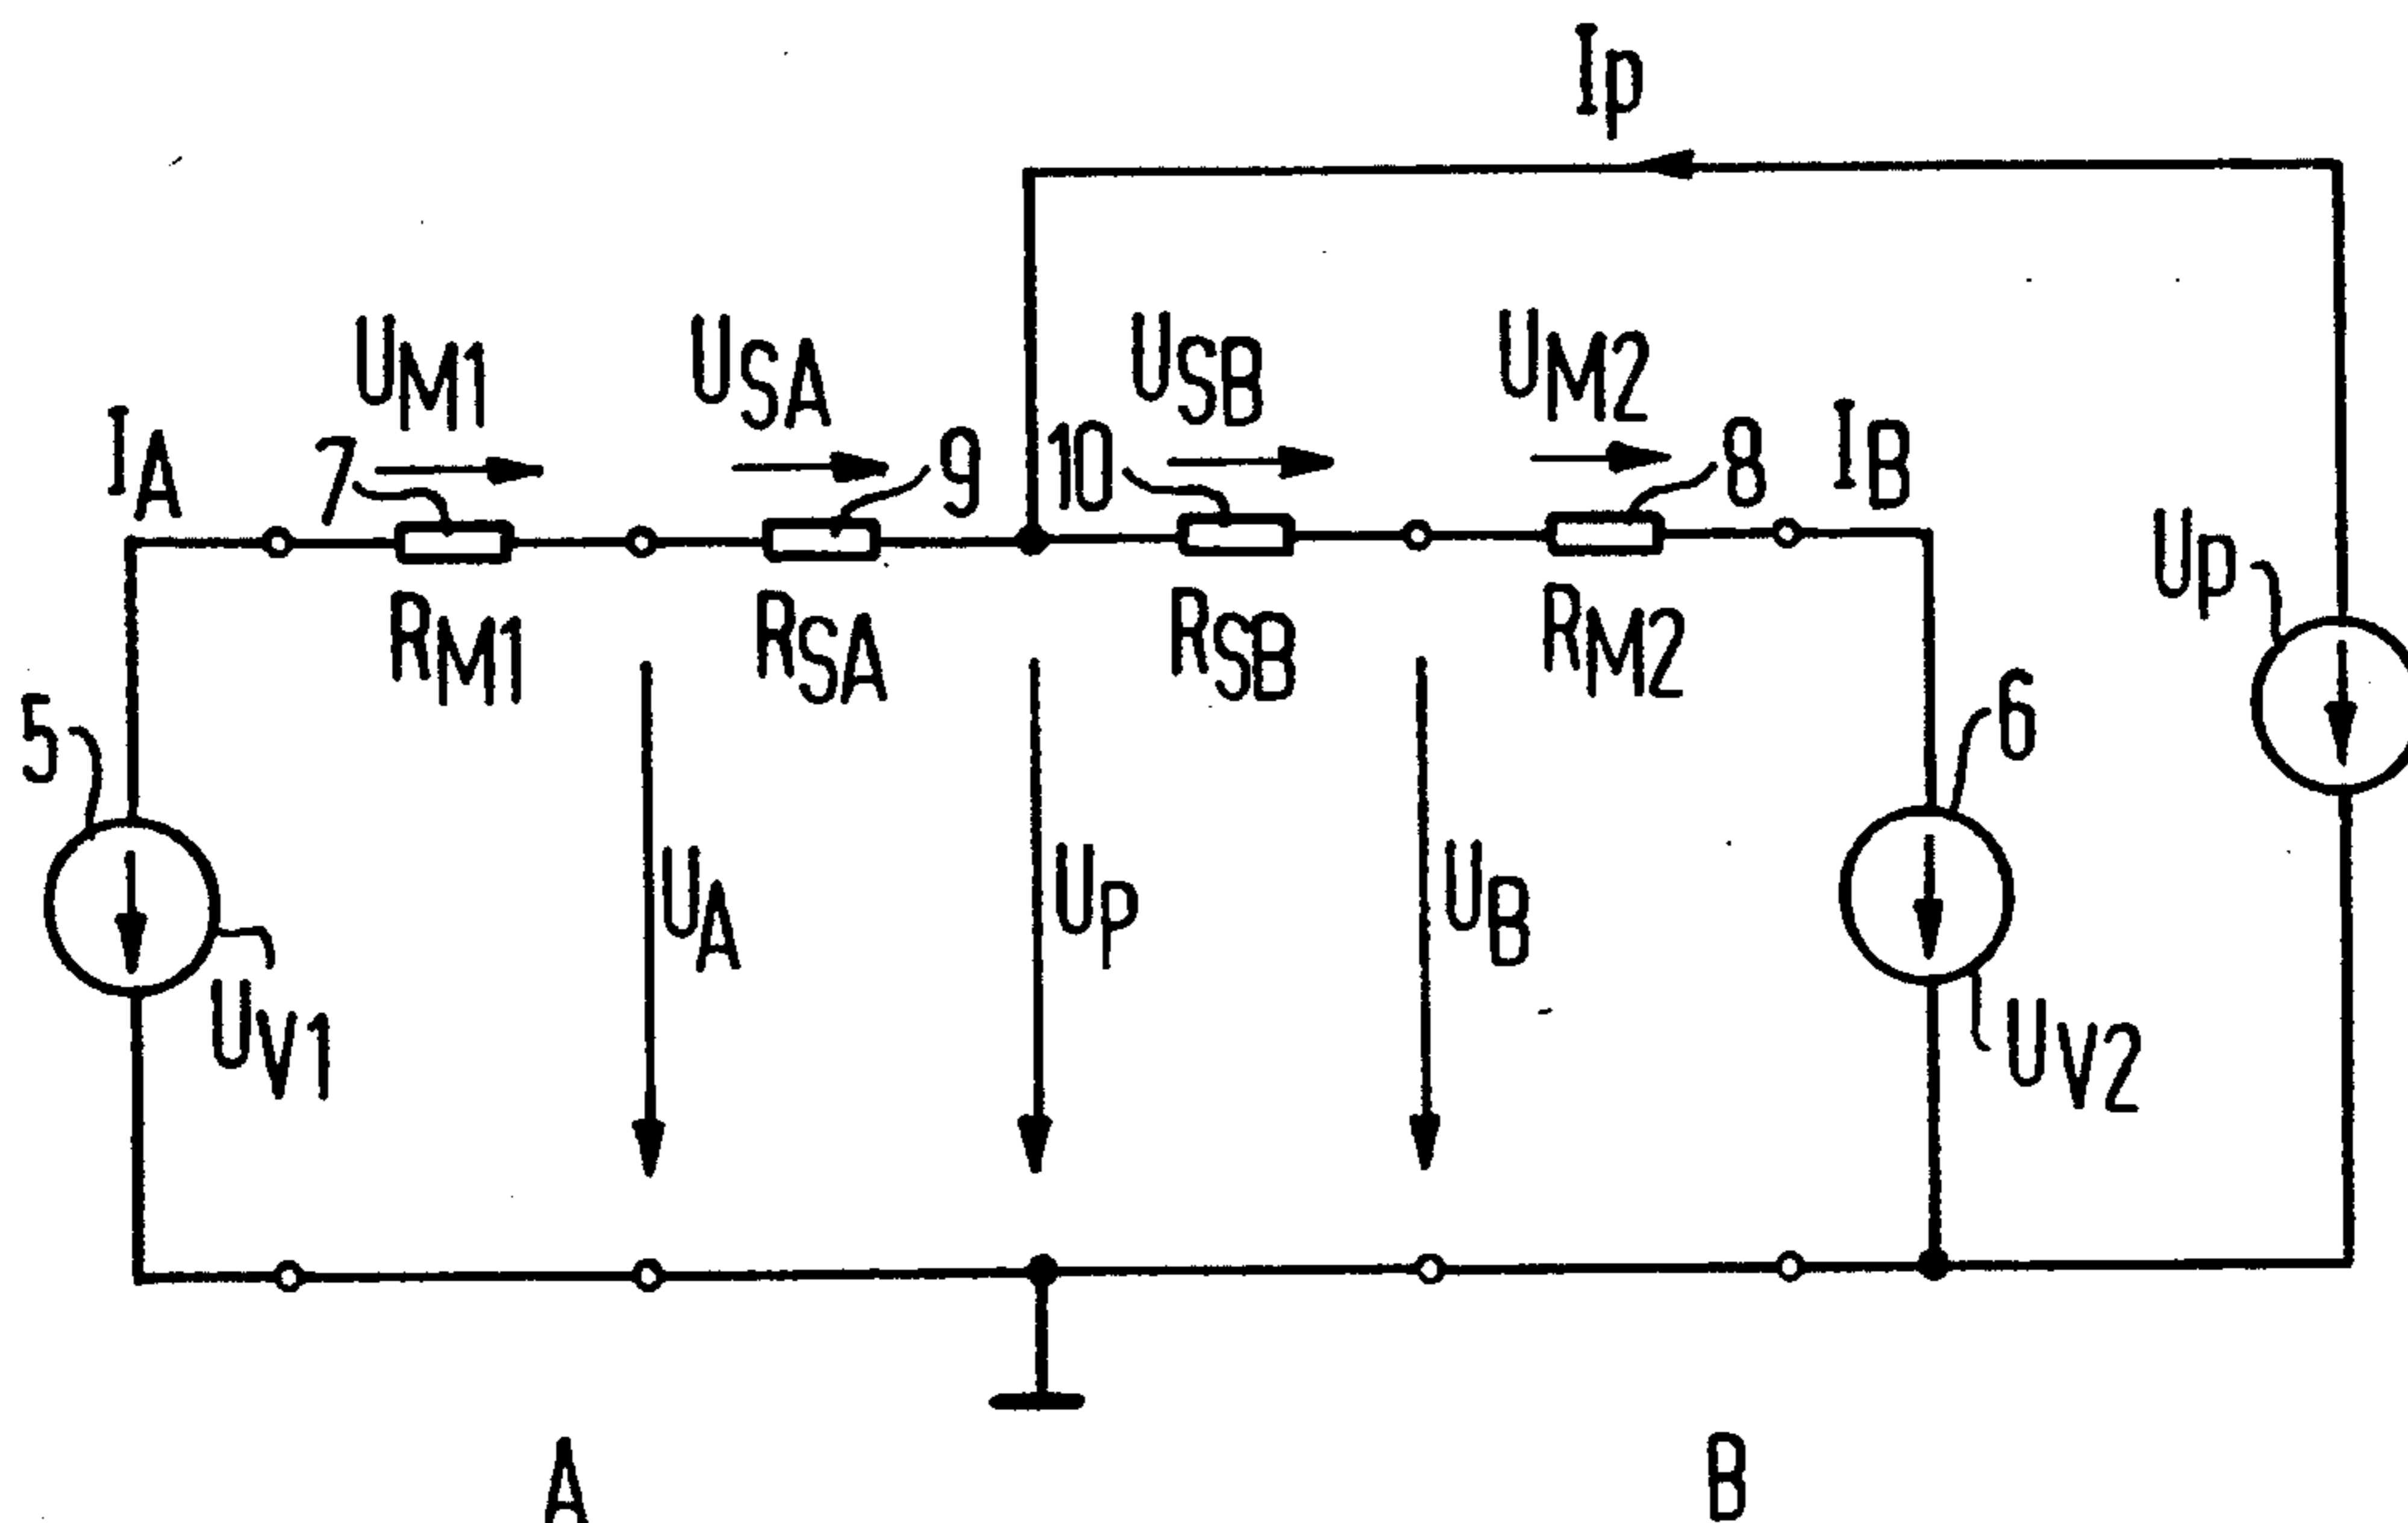 Ip
UM1 USA USB UM2
IA 7 9 10 8 IB
Up
RM1 RSA RSB RM2
5 6
UA Up UB
UV1 UV2
A B